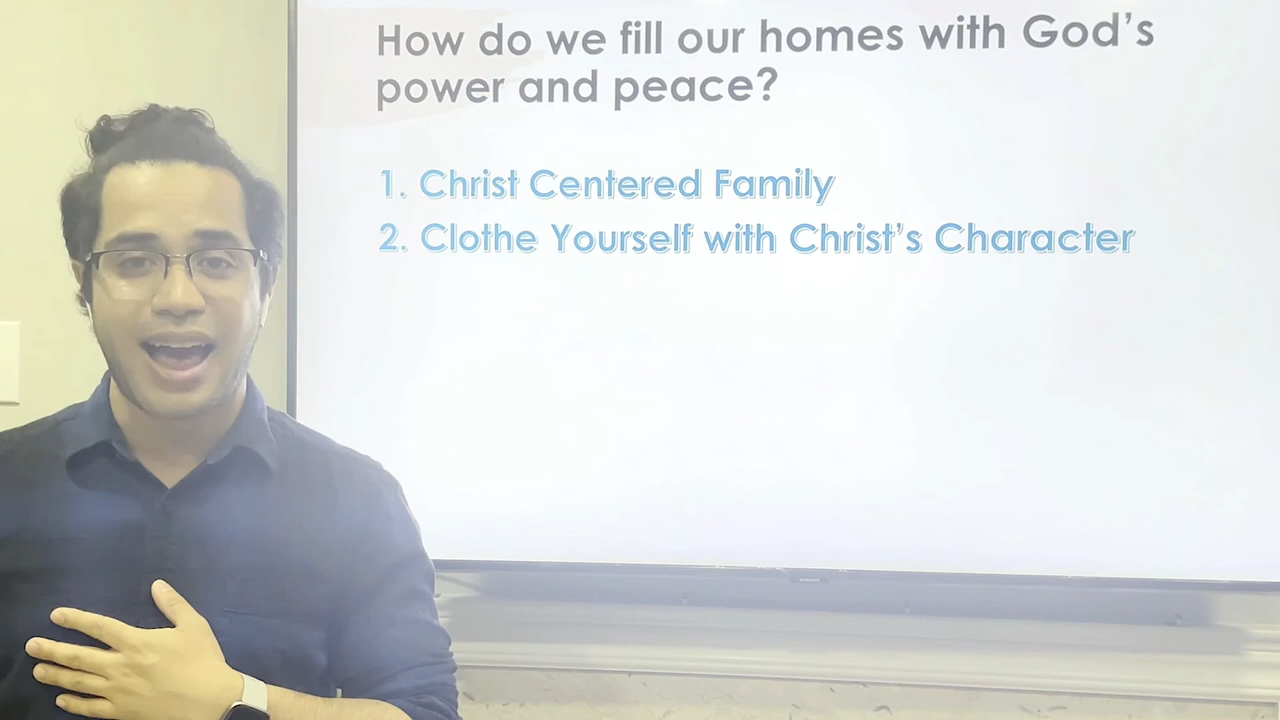 How do we fill our homes with God's
power and peace?
1. Christ Centered Family
2. Clothe Yourself with Christ's Character
SAMSUNG